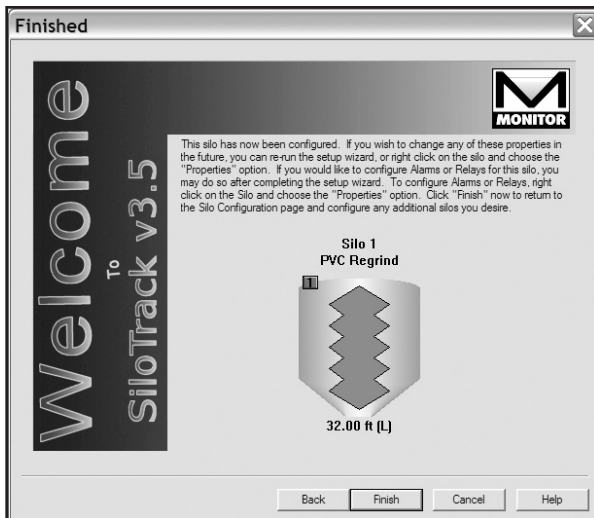 Finished
Welcome
To
SiloTrack v3.5
MONITOR
This silo has now been configured.  If you wish to change any of these properties in
the future, you can re-run the setup wizard, or right click on the silo and choose the
"Properties" option.  If you would like to configure Alarms or Relays for this silo, you
may do so after completing the setup wizard.  To configure Alarms or Relays, right
click on the Silo and choose the "Properties" option.  Click "Finish" now to return to
the Silo Configuration page and configure any additional silos you desire.
Silo 1
PVC Regrind
1
32.00 ft (L)
Back
Finish
Cancel
Help